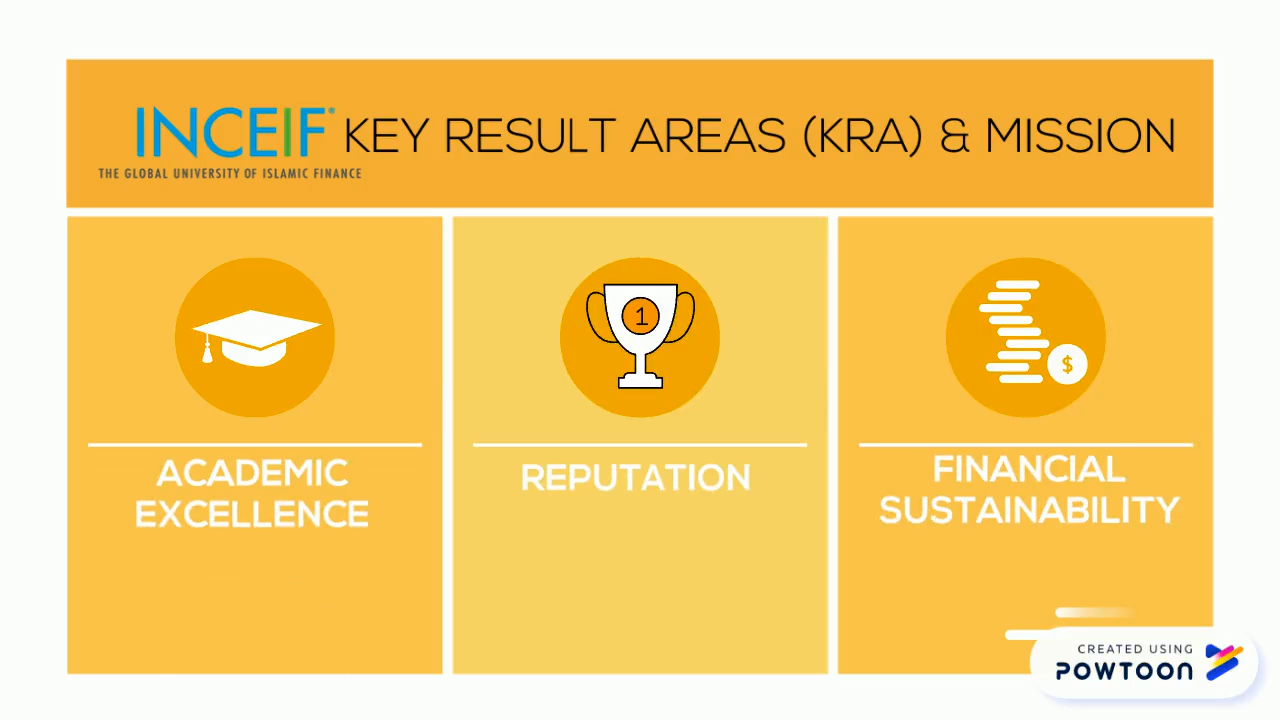 INCEIF® KEY RESULT AREAS (KRA) & MISSION
THE GLOBAL UNIVERSITY OF ISLAMIC FINANCE
1
$
ACADEMIC
EXCELLENCE
REPUTATION
FINANCIAL
SUSTAINABILITY
CREATED USING
POWTOON